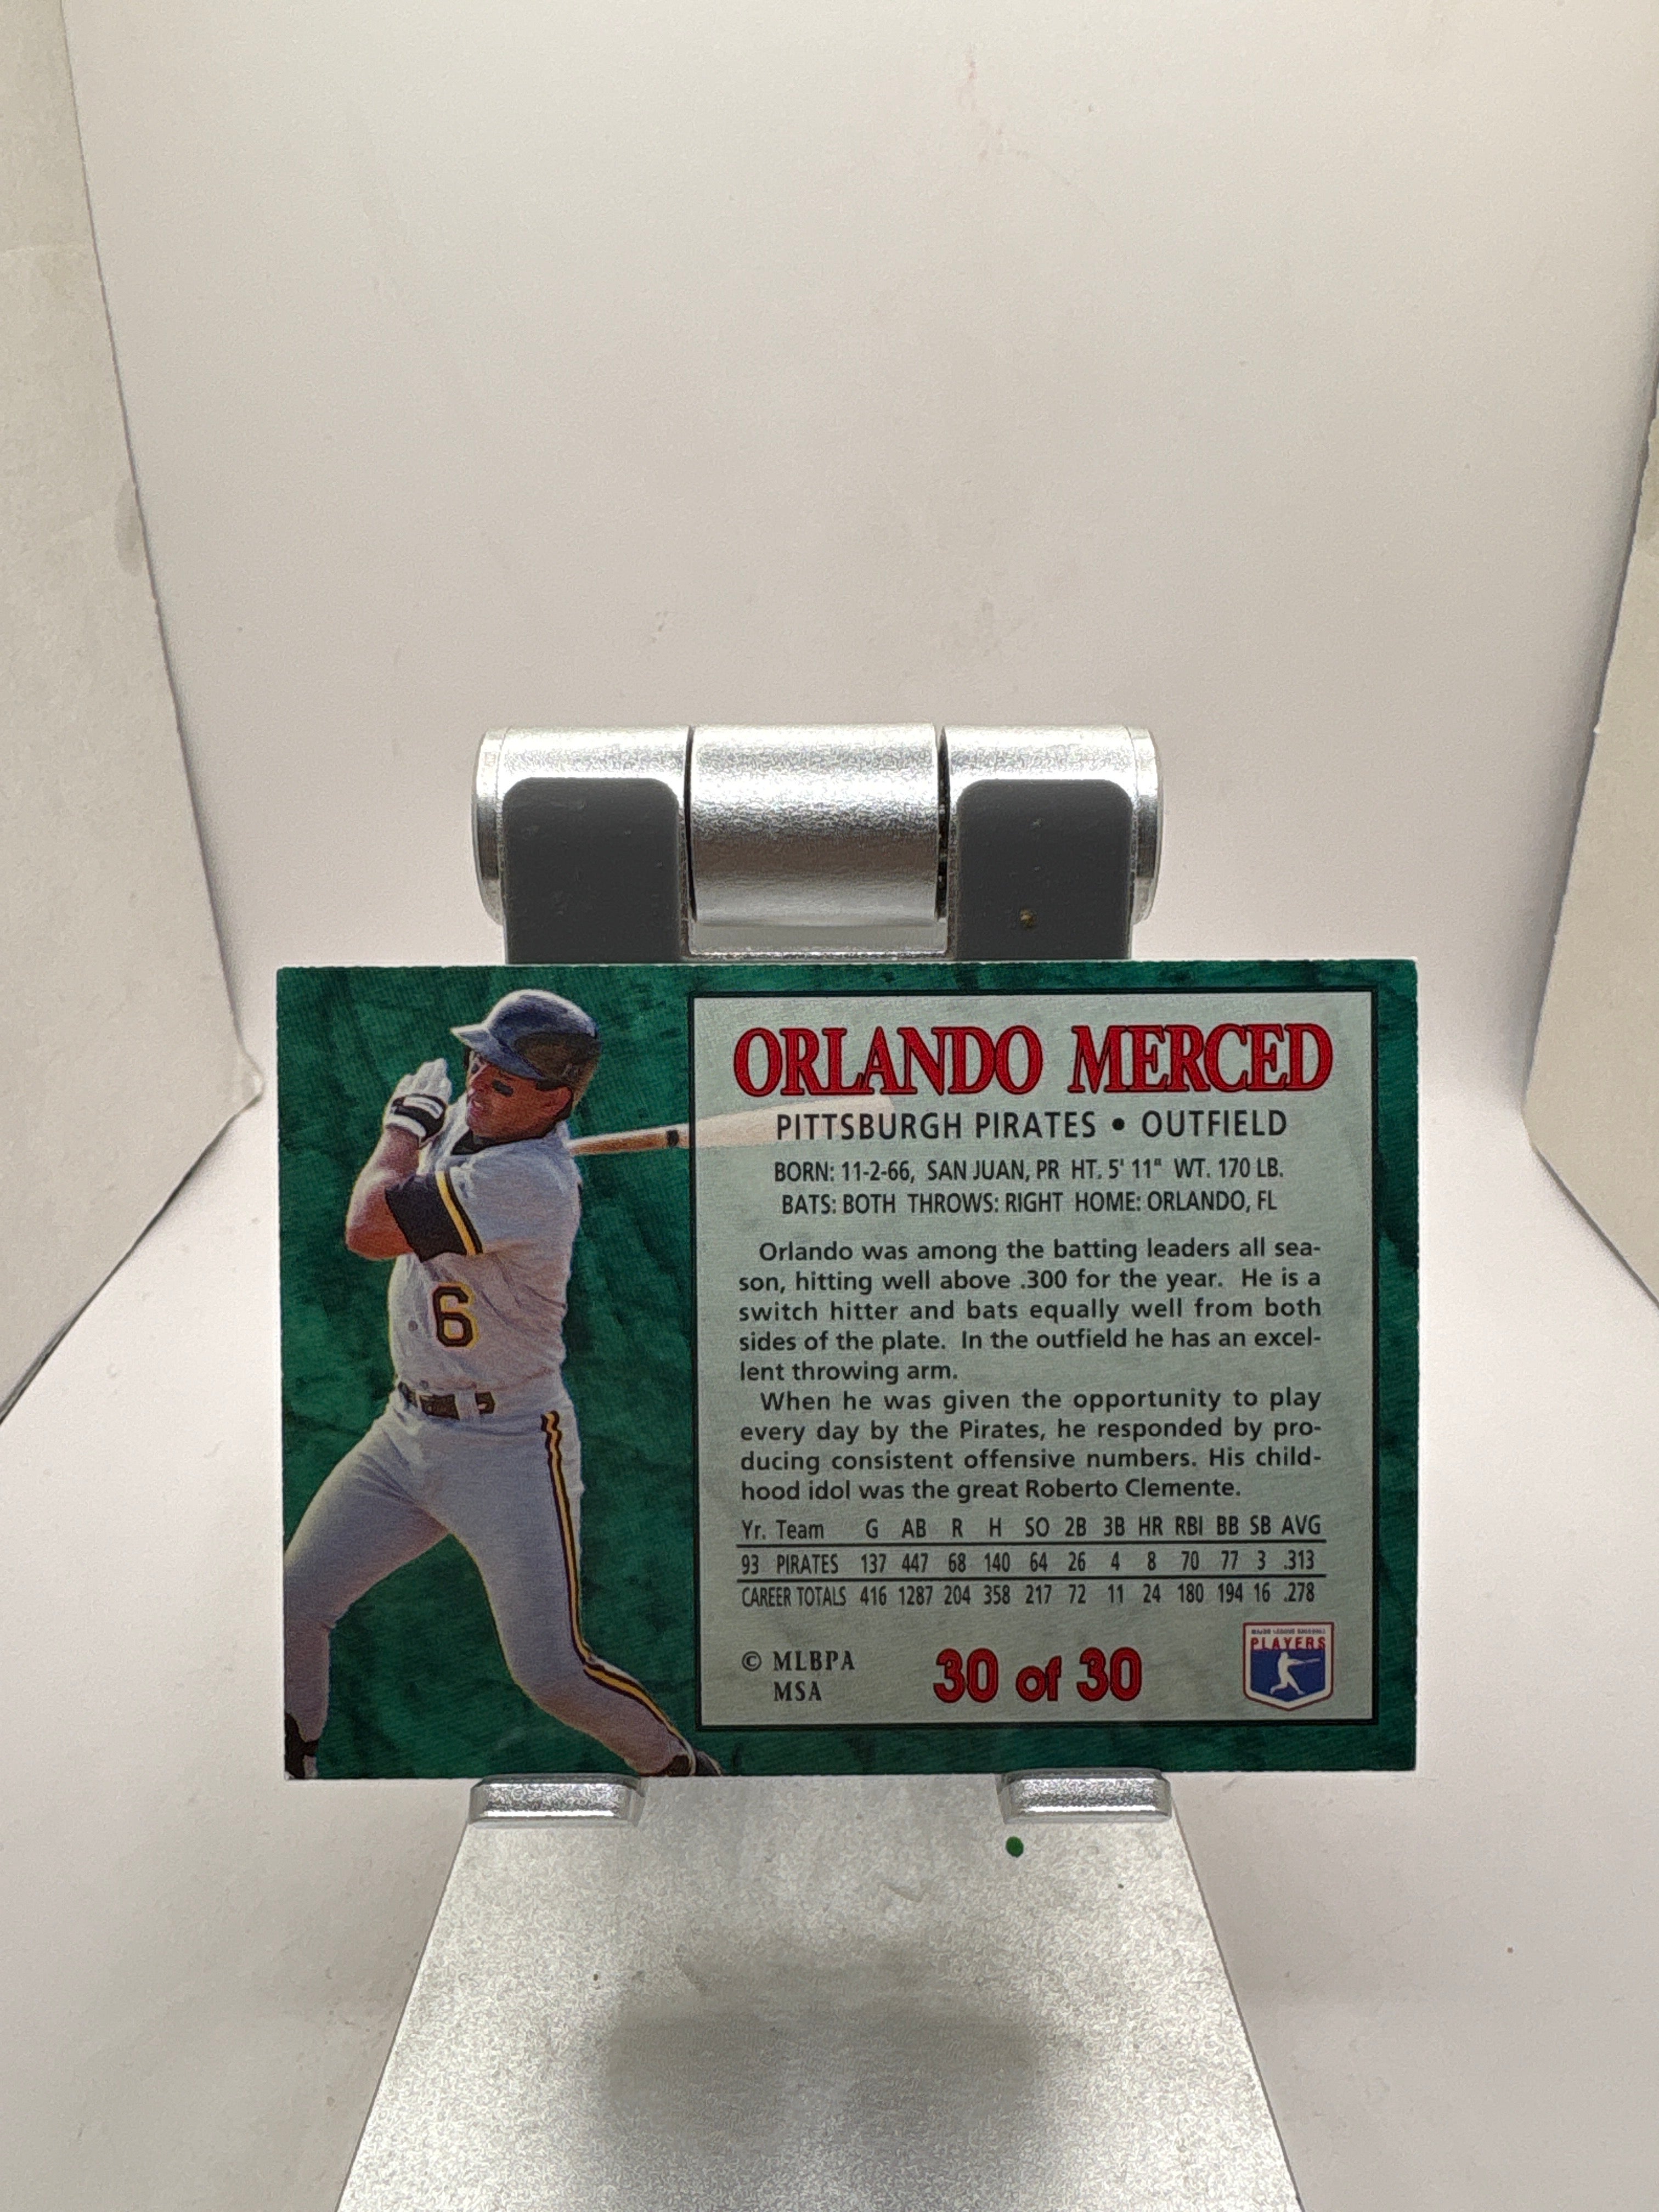 ORLANDO MERCED
PITTSBURGH PIRATES • OUTFIELD
BORN: 11-2-66, SAN JUAN, PR HT. 5' 11" WT. 170 LB.
BATS: BOTH THROWS: RIGHT HOME: ORLANDO, FL
Orlando was among the batting leaders all sea-
son, hitting well above .300 for the year. He is a
switch hitter and bats equally well from both
sides of the plate. In the outfield he has an excel-
lent throwing arm.
When he was given the opportunity to play
every day by the Pirates, he responded by pro-
ducing consistent offensive numbers. His child-
hood idol was the great Roberto Clemente.
Yr. Team G AB R H SO 2B 3B HR RBI BB SB AVG
93 PIRATES 137 447 68 140 64 26 4 8 70 77 3 .313
CAREER TOTALS 416 1287 204 358 217 72 11 24 180 194 16 .278
© MLBPA
MSA
30 of 30
MAJOR LEAGUE BASEBALL
PLAYERS
6